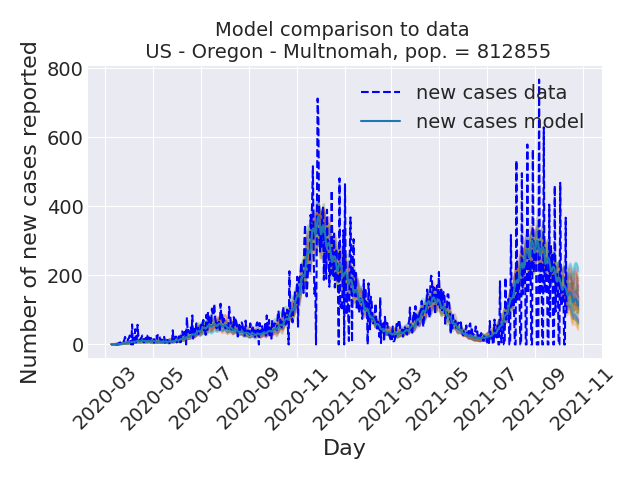 Model comparison to data
US - Oregon - Multnomah, pop. = 812855
Number of new cases reported
800
600
400
200
0
new cases data
new cases model
2020-03
2020-05
2020-07
2020-09
2020-11
2021-01
2021-03
2021-05
2021-07
2021-09
2021-11
Day